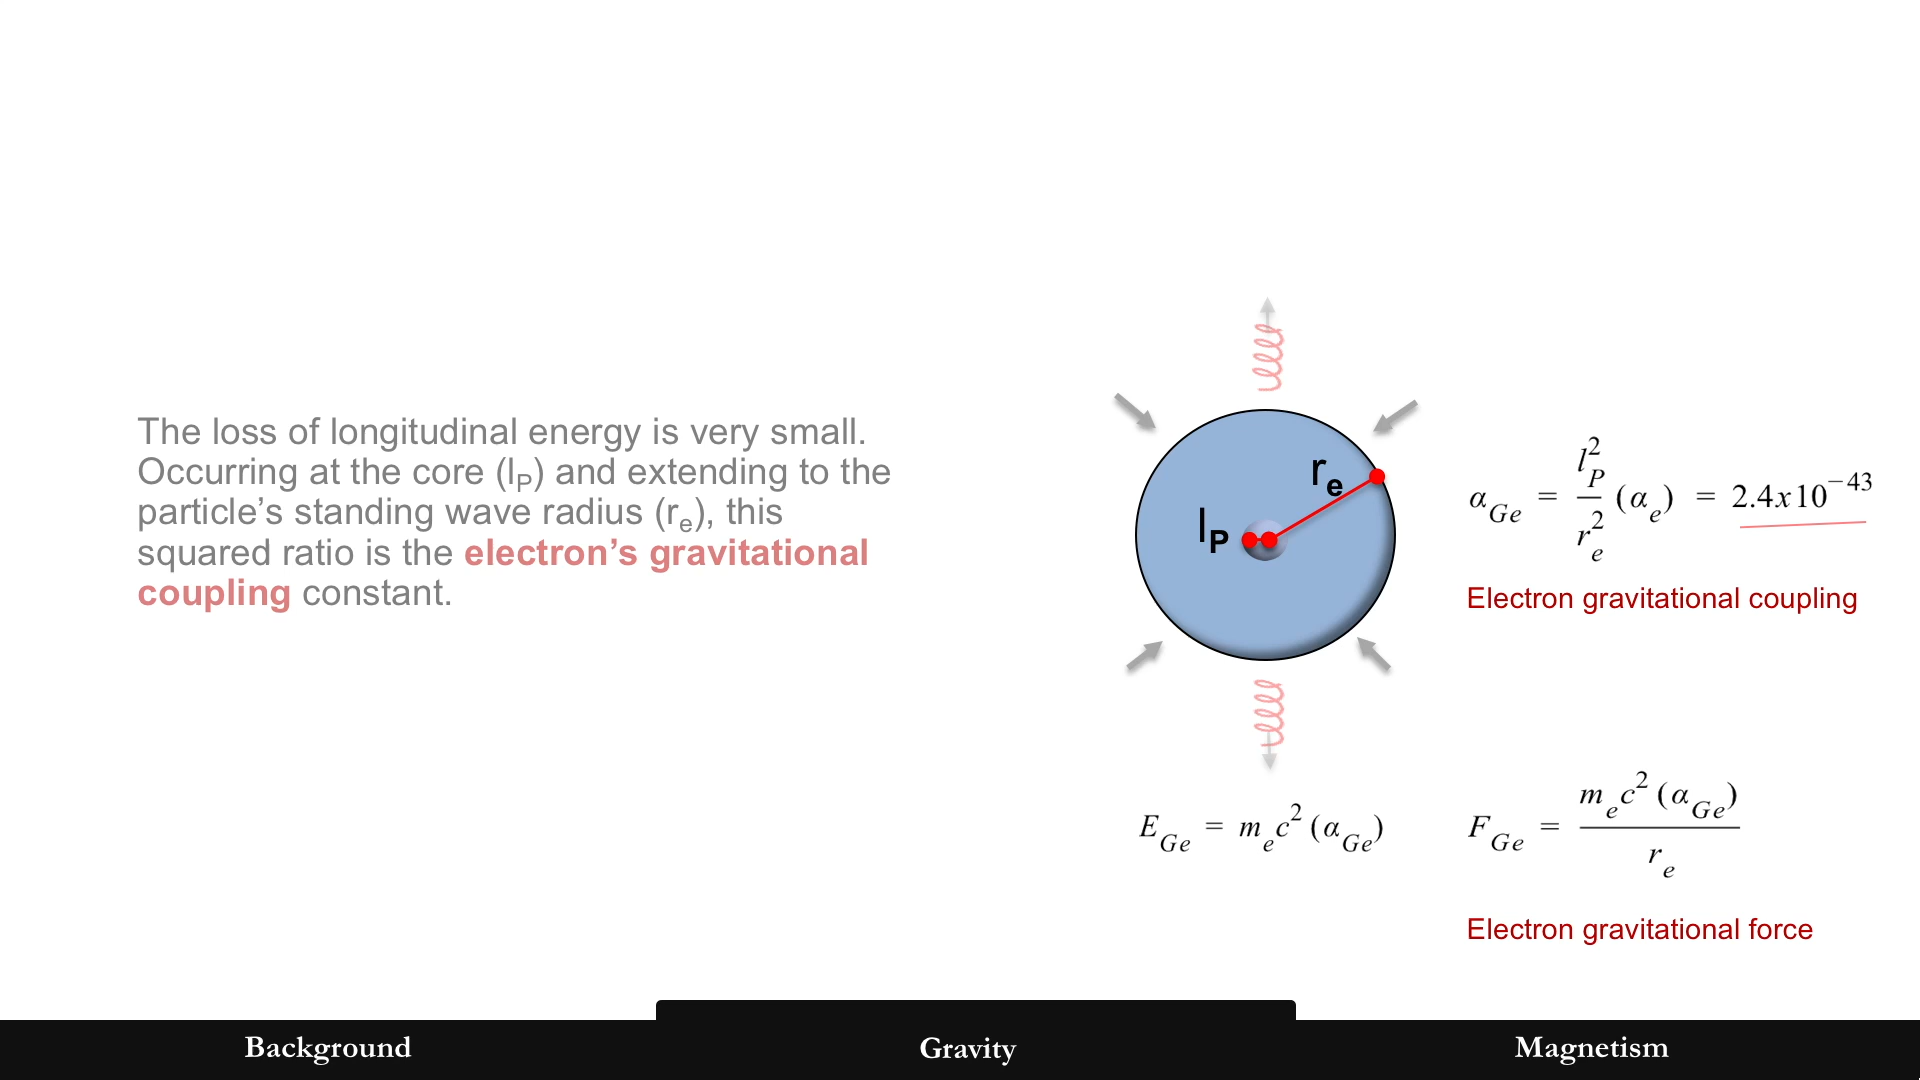 The loss of longitudinal energy is very small.
Occurring at the core (lP) and extending to the
particle’s standing wave radius (re), this
squared ratio is the electron’s gravitational
coupling constant.
re
lP
αGe = l²P / r²e (αe) = 2.4x10⁻⁴³
Electron gravitational coupling
EGe = mec²(αGe)
FGe = mec²(αGe) / re
Electron gravitational force
Background
Gravity
Magnetism